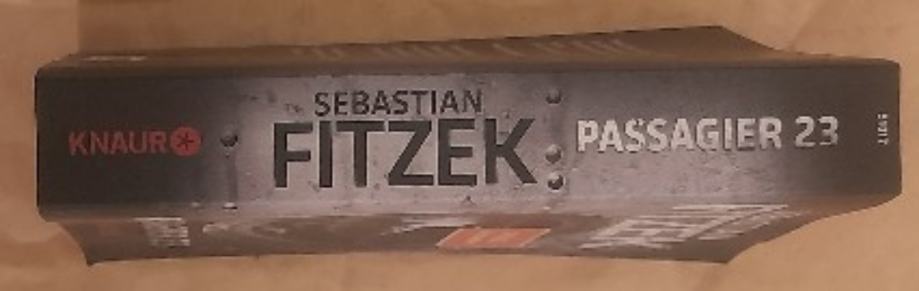 KNAUR
SEBASTIAN
FITZEK
PASSAGIER 23